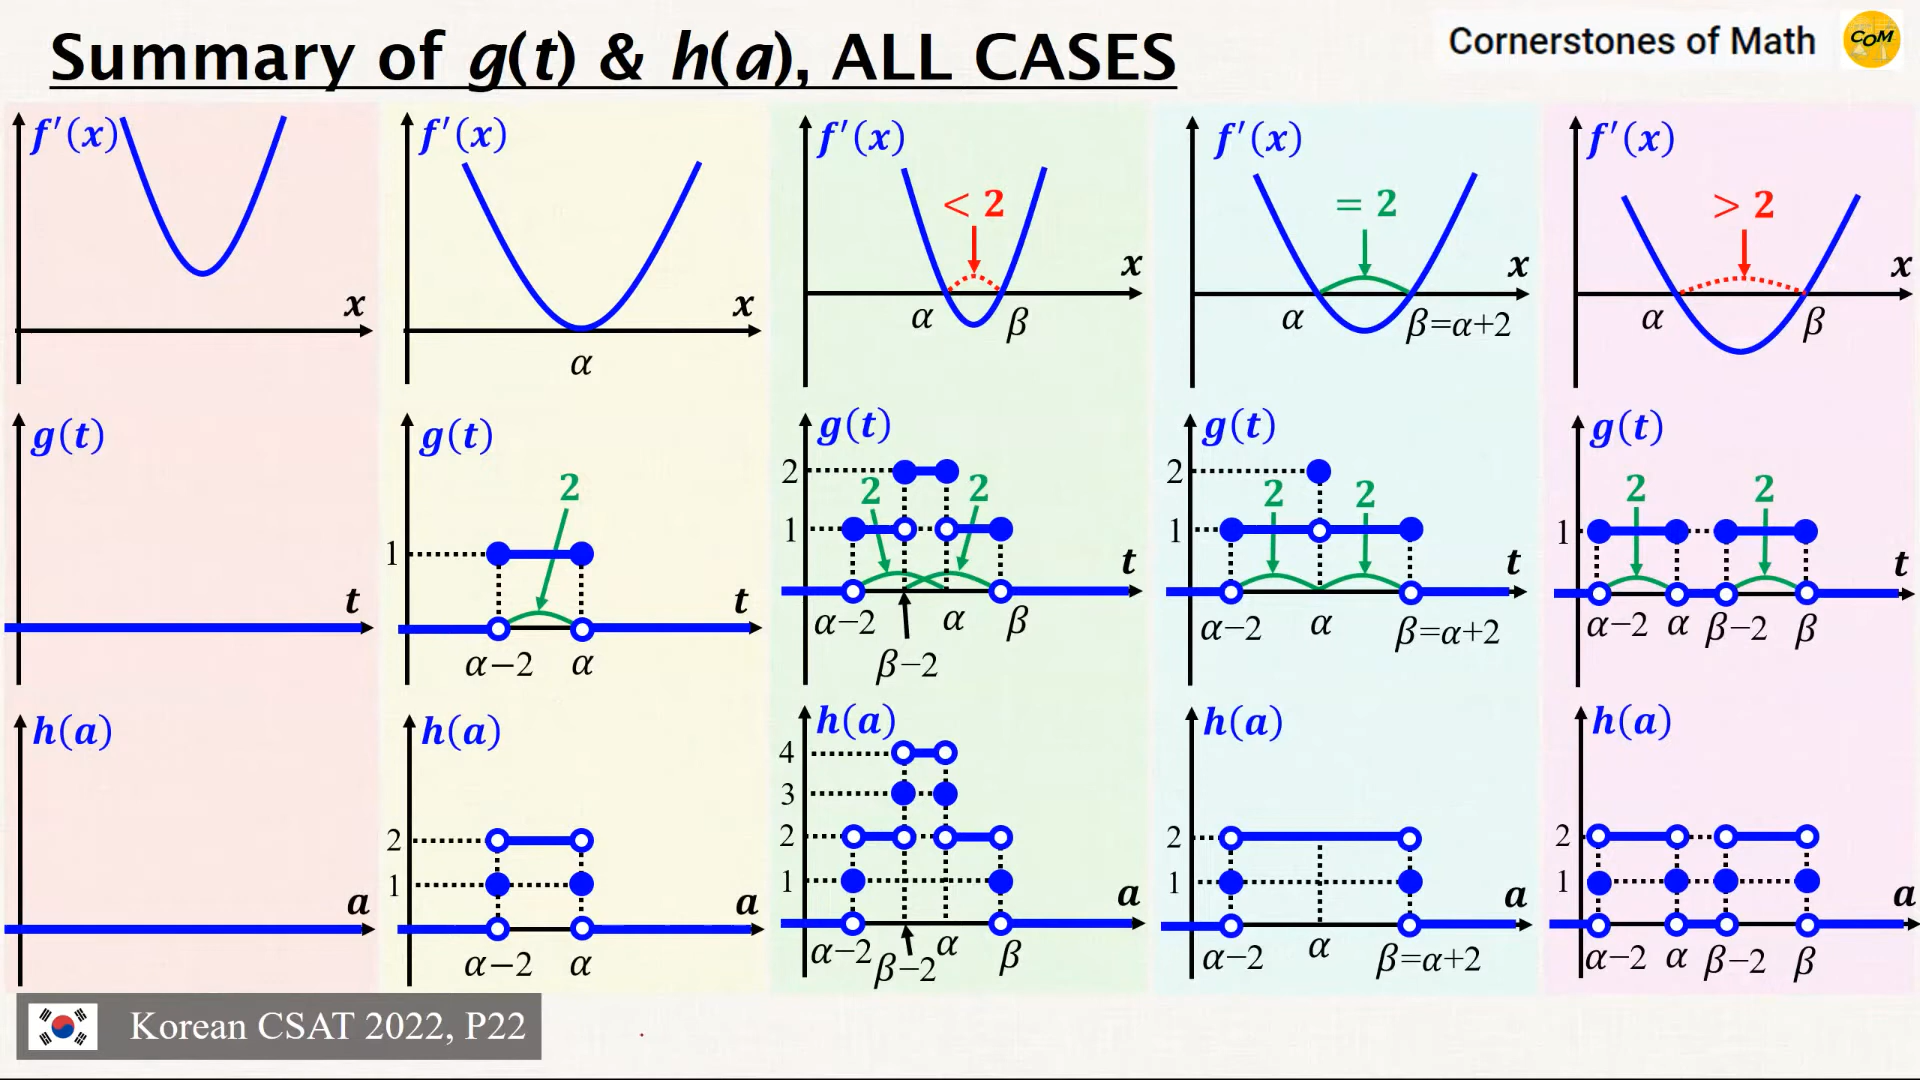 Summary of g(t) & h(a), ALL CASES
Cornerstones of Math
CoM
f′(x)
x
f′(x)
x
α
f′(x)
< 2
x
α
β
f′(x)
= 2
x
α
β=α+2
f′(x)
> 2
x
α
β
g(t)
t
g(t)
2
1
t
α−2
α
g(t)
2
2
2
1
t
α−2
α
β
β−2
g(t)
2
2
2
1
t
α−2
α
β=α+2
g(t)
2
2
1
t
α−2
α
β−2
β
h(a)
a
h(a)
2
1
a
α−2
α
h(a)
4
3
2
1
a
α−2
β−2
α
β
h(a)
2
1
a
α−2
α
β=α+2
h(a)
2
1
a
α−2
α
β−2
β
Korean CSAT 2022, P22